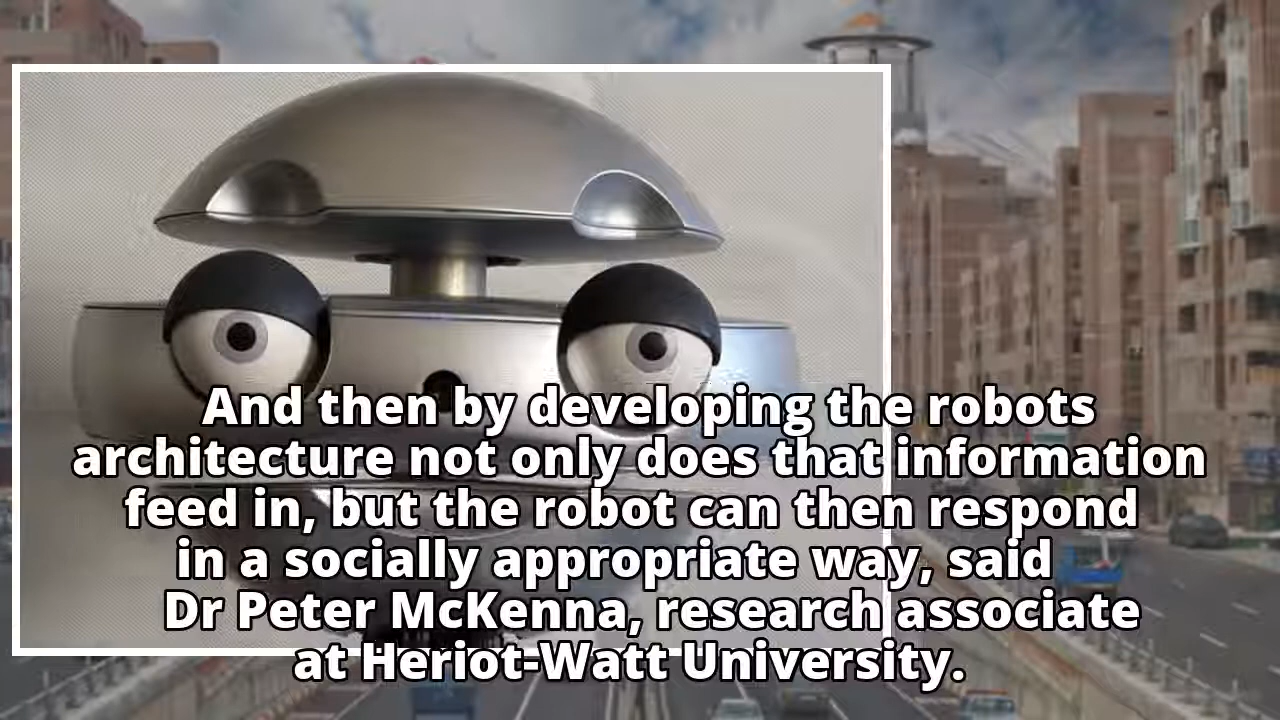 And then by developing the robots
architecture not only does that information
feed in, but the robot can then respond
in a socially appropriate way, said
Dr Peter McKenna, research associate
at Heriot-Watt University.